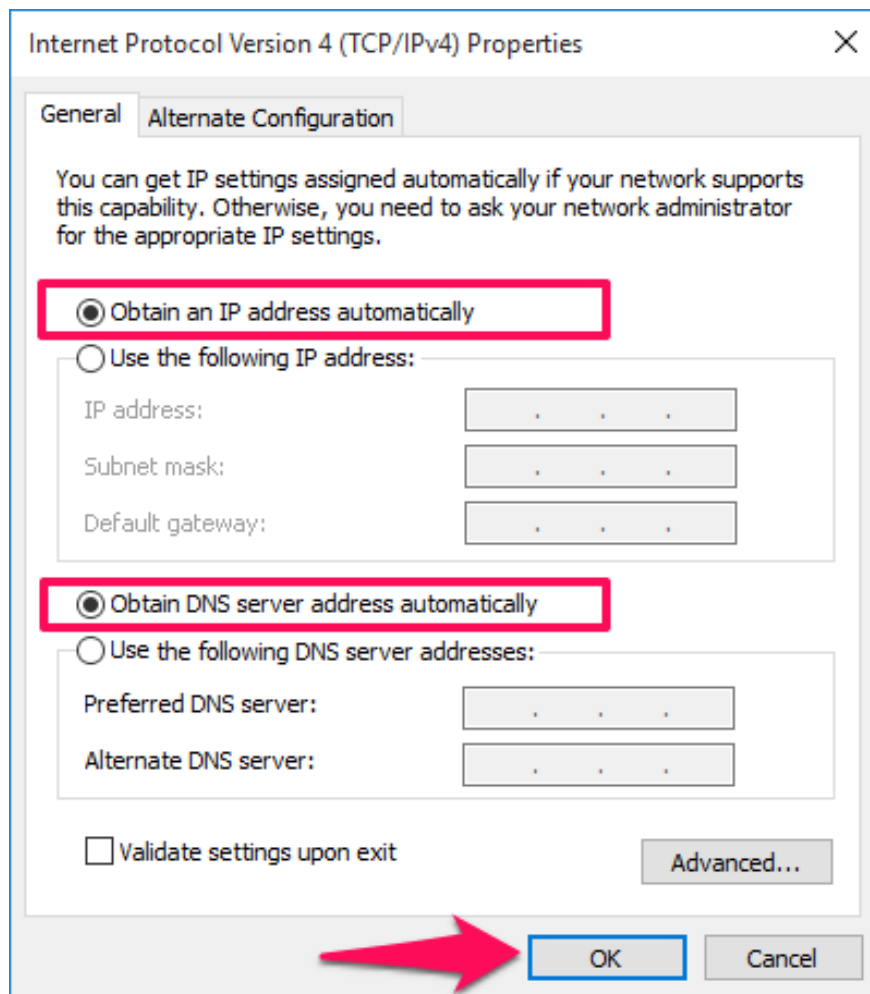 Internet Protocol Version 4 (TCP/IPv4) Properties
General
Alternate Configuration
You can get IP settings assigned automatically if your network supports
this capability. Otherwise, you need to ask your network administrator
for the appropriate IP settings.
Obtain an IP address automatically
Use the following IP address:
IP address:
Subnet mask:
Default gateway:
Obtain DNS server address automatically
Use the following DNS server addresses:
Preferred DNS server:
Alternate DNS server:
Validate settings upon exit
Advanced...
OK
Cancel